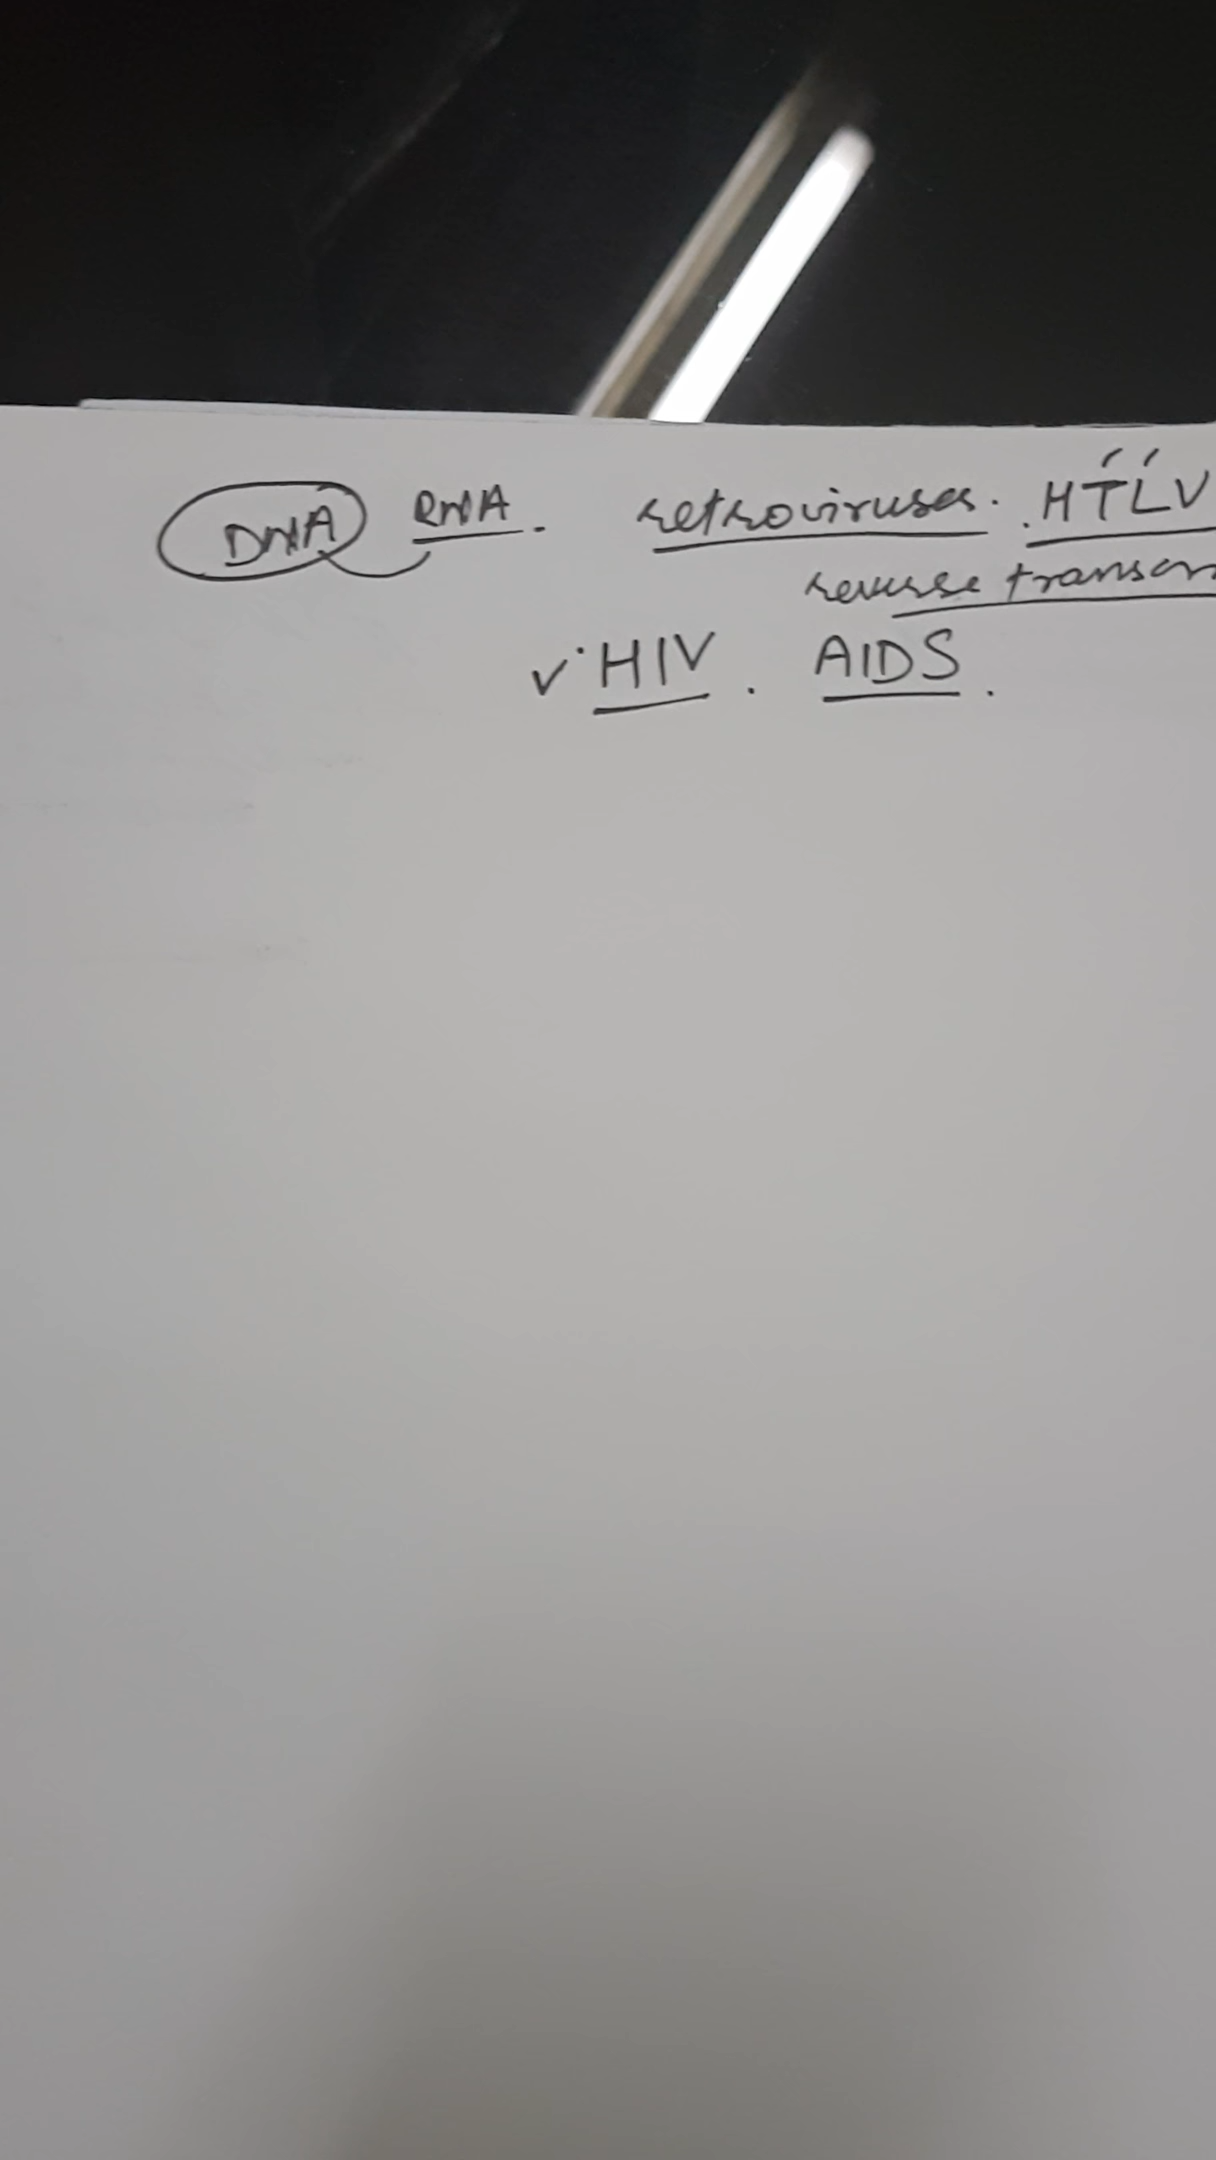 DNA RNA. retroviruses. .HTLV
reverse transcr
✓ HIV. AIDS.